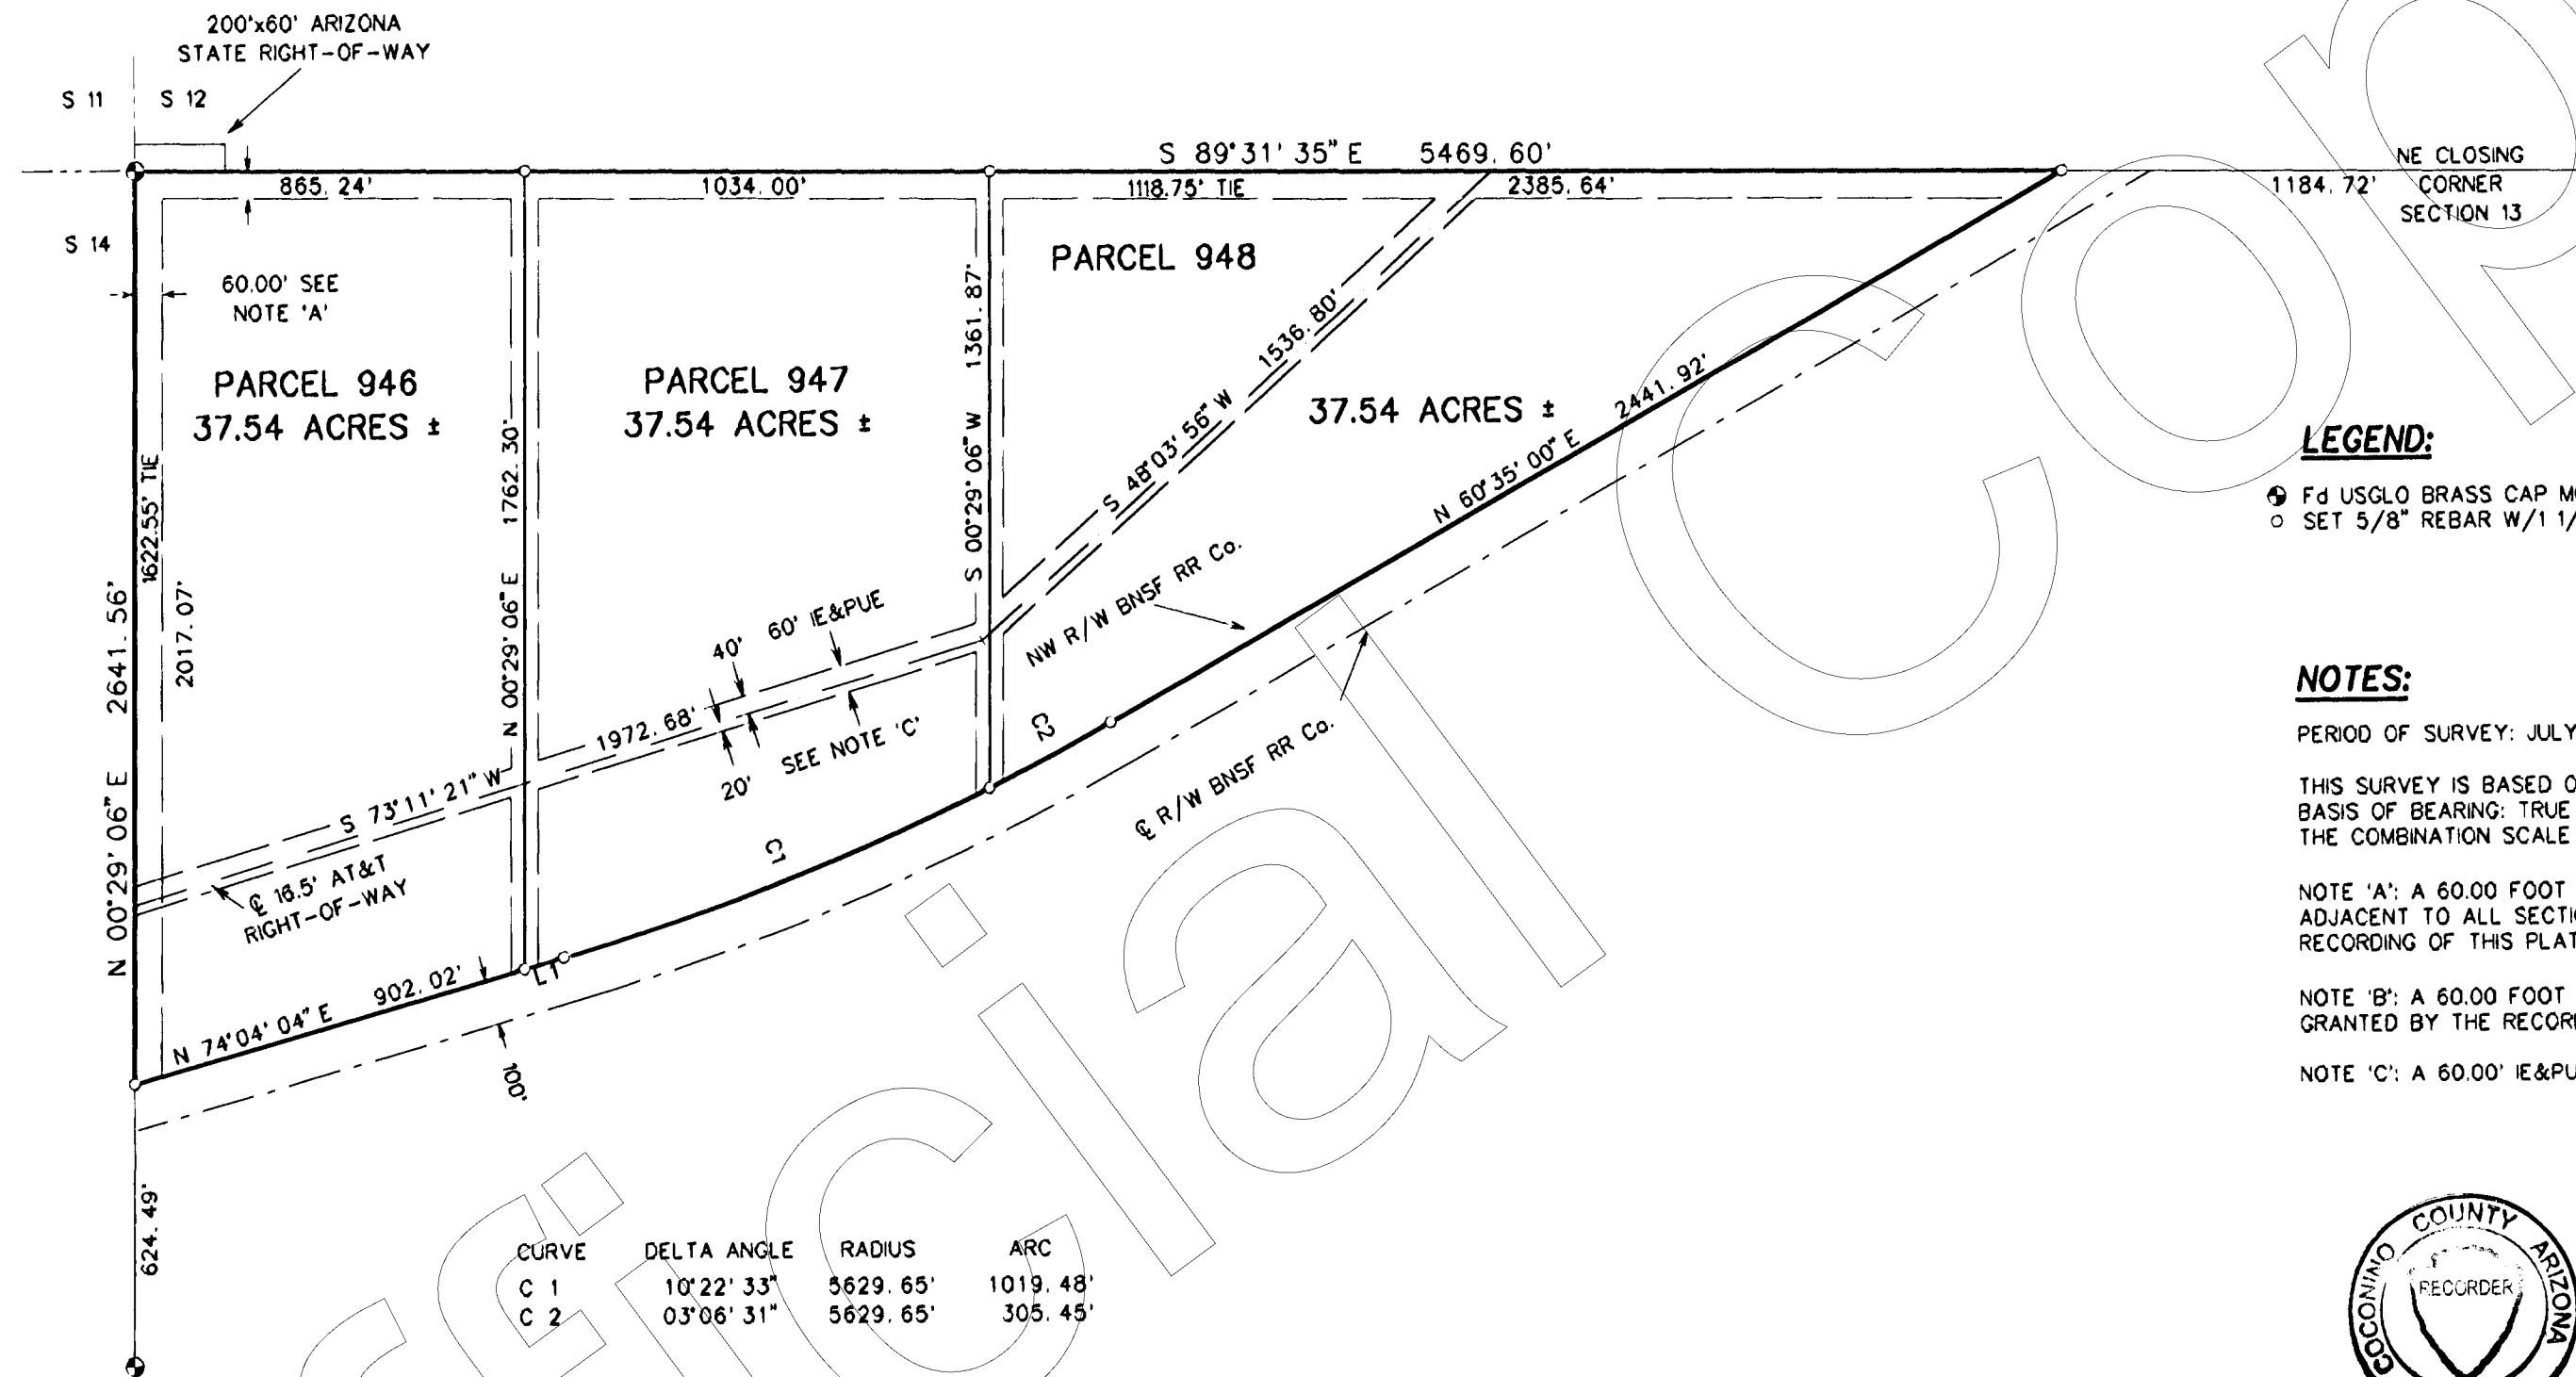 200'x60' ARIZONA
STATE RIGHT-OF-WAY
S 11
S 12
S 89°31'35" E 5469.60'
NE CLOSING
CORNER
SECTION 13
1184.72'
865.24'
1034.00'
1118.75' TIE
2385.64'
S 14
60.00' SEE
NOTE 'A'
PARCEL 946
37.54 ACRES ±
PARCEL 947
37.54 ACRES ±
PARCEL 948
37.54 ACRES ±
1622.55' TIE
2017.07'
N 00°29'06" E 2641.56'
N 00°29'06" E 1762.30'
S 00°29'06" W 1361.87'
S 48°03'56" W 1536.80'
N 60°35'00" E 2441.92'
NW R/W BNSF RR Co.
℄ R/W BNSF RR Co.
40'
60' IE&PUE
S 73°11'21" W 1972.68'
20'
SEE NOTE 'C'
C2
C1
L1
℄ 16.5' AT&T
RIGHT-OF-WAY
N 74°04'04" E 902.02'
100'
624.49'
CURVE DELTA ANGLE RADIUS ARC
C 1 10°22'33" 5629.65' 1019.48'
C 2 03°06'31" 5629.65' 305.45'
LEGEND:
Fd USGLO BRASS CAP
SET 5/8" REBAR W/1 1/
NOTES:
PERIOD OF SURVEY: JULY
THIS SURVEY IS BASED
BASIS OF BEARING: TRUE
THE COMBINATION SCALE
NOTE 'A': A 60.00 FOOT
ADJACENT TO ALL
RECORDING OF THIS PLAT
NOTE 'B': A 60.00 FOOT
GRANTED BY THE
NOTE 'C': A 60.00' IE&PU
COCONINO COUNTY ARIZONA
RECORDER
fficial Cop